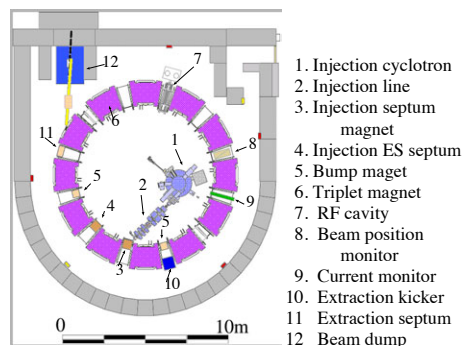 12
7
6
1
11
8
5
2
9
4
5
3
10
0
10m
1. Injection cyclotron
2. Injection line
3. Injection septum
magnet
4. Injection ES septum
5. Bump maget
6. Triplet magnet
7. RF cavity
8. Beam position
monitor
9. Current monitor
10. Extraction kicker
11 Extraction septum
12 Beam dump